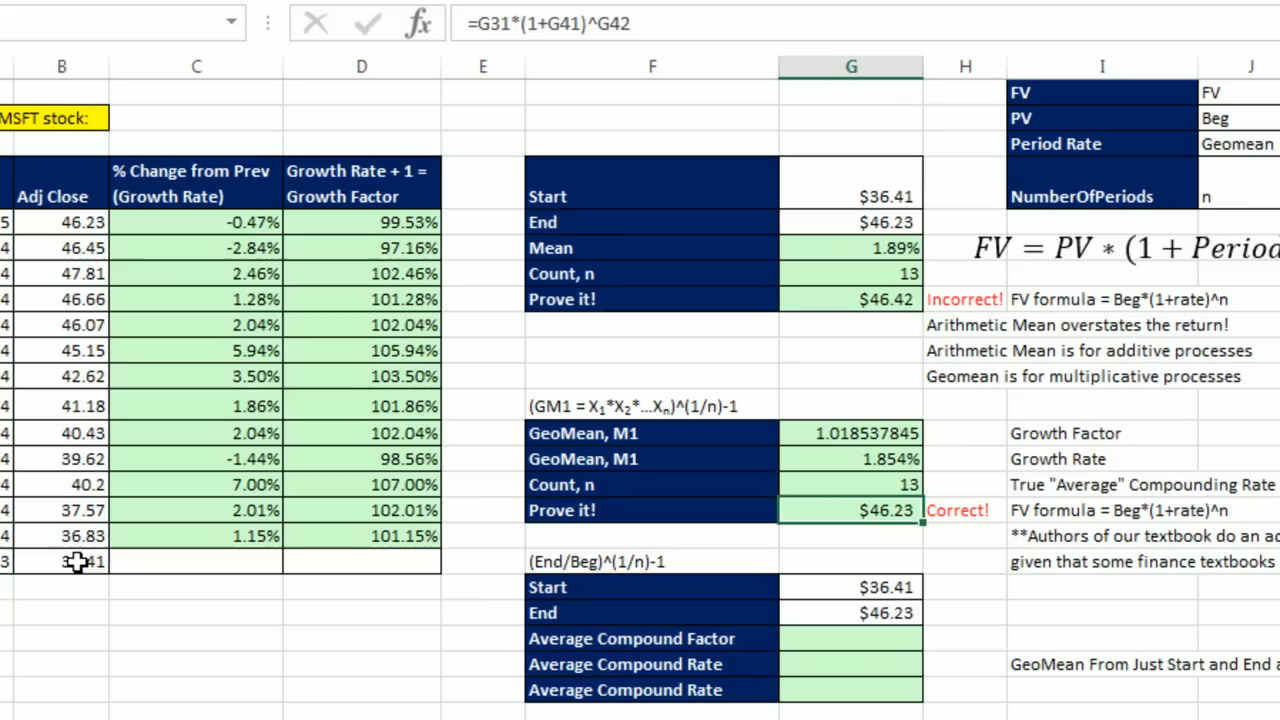 fx =G31*(1+G41)^G42
B C D E F G H I J
FV FV
MSFT stock: PV Beg
Period Rate Geomean
% Change from Prev Growth Rate + 1 =
Adj Close (Growth Rate) Growth Factor Start $36.41 NumberOfPeriods n
5 46.23 -0.47% 99.53% End $46.23
4 46.45 -2.84% 97.16% Mean 1.89% FV = PV * (1 + Period
4 47.81 2.46% 102.46% Count, n 13
4 46.66 1.28% 101.28% Prove it! $46.42 Incorrect! FV formula = Beg*(1+rate)^n
4 46.07 2.04% 102.04% Arithmetic Mean overstates the return!
4 45.15 5.94% 105.94% Arithmetic Mean is for additive processes
4 42.62 3.50% 103.50% Geomean is for multiplicative processes
4 41.18 1.86% 101.86% (GM1 = X₁*X₂*...Xₙ)^(1/n)-1
4 40.43 2.04% 102.04% GeoMean, M1 1.018537845 Growth Factor
4 39.62 -1.44% 98.56% GeoMean, M1 1.854% Growth Rate
4 40.2 7.00% 107.00% Count, n 13 True "Average" Compounding Rate
4 37.57 2.01% 102.01% Prove it! $46.23 Correct! FV formula = Beg*(1+rate)^n
4 36.83 1.15% 101.15% **Authors of our textbook do an
3 (End/Beg)^(1/n)-1 given that some finance textbooks
Start $36.41
End $46.23
Average Compound Factor
Average Compound Rate GeoMean From Just Start and End
Average Compound Rate